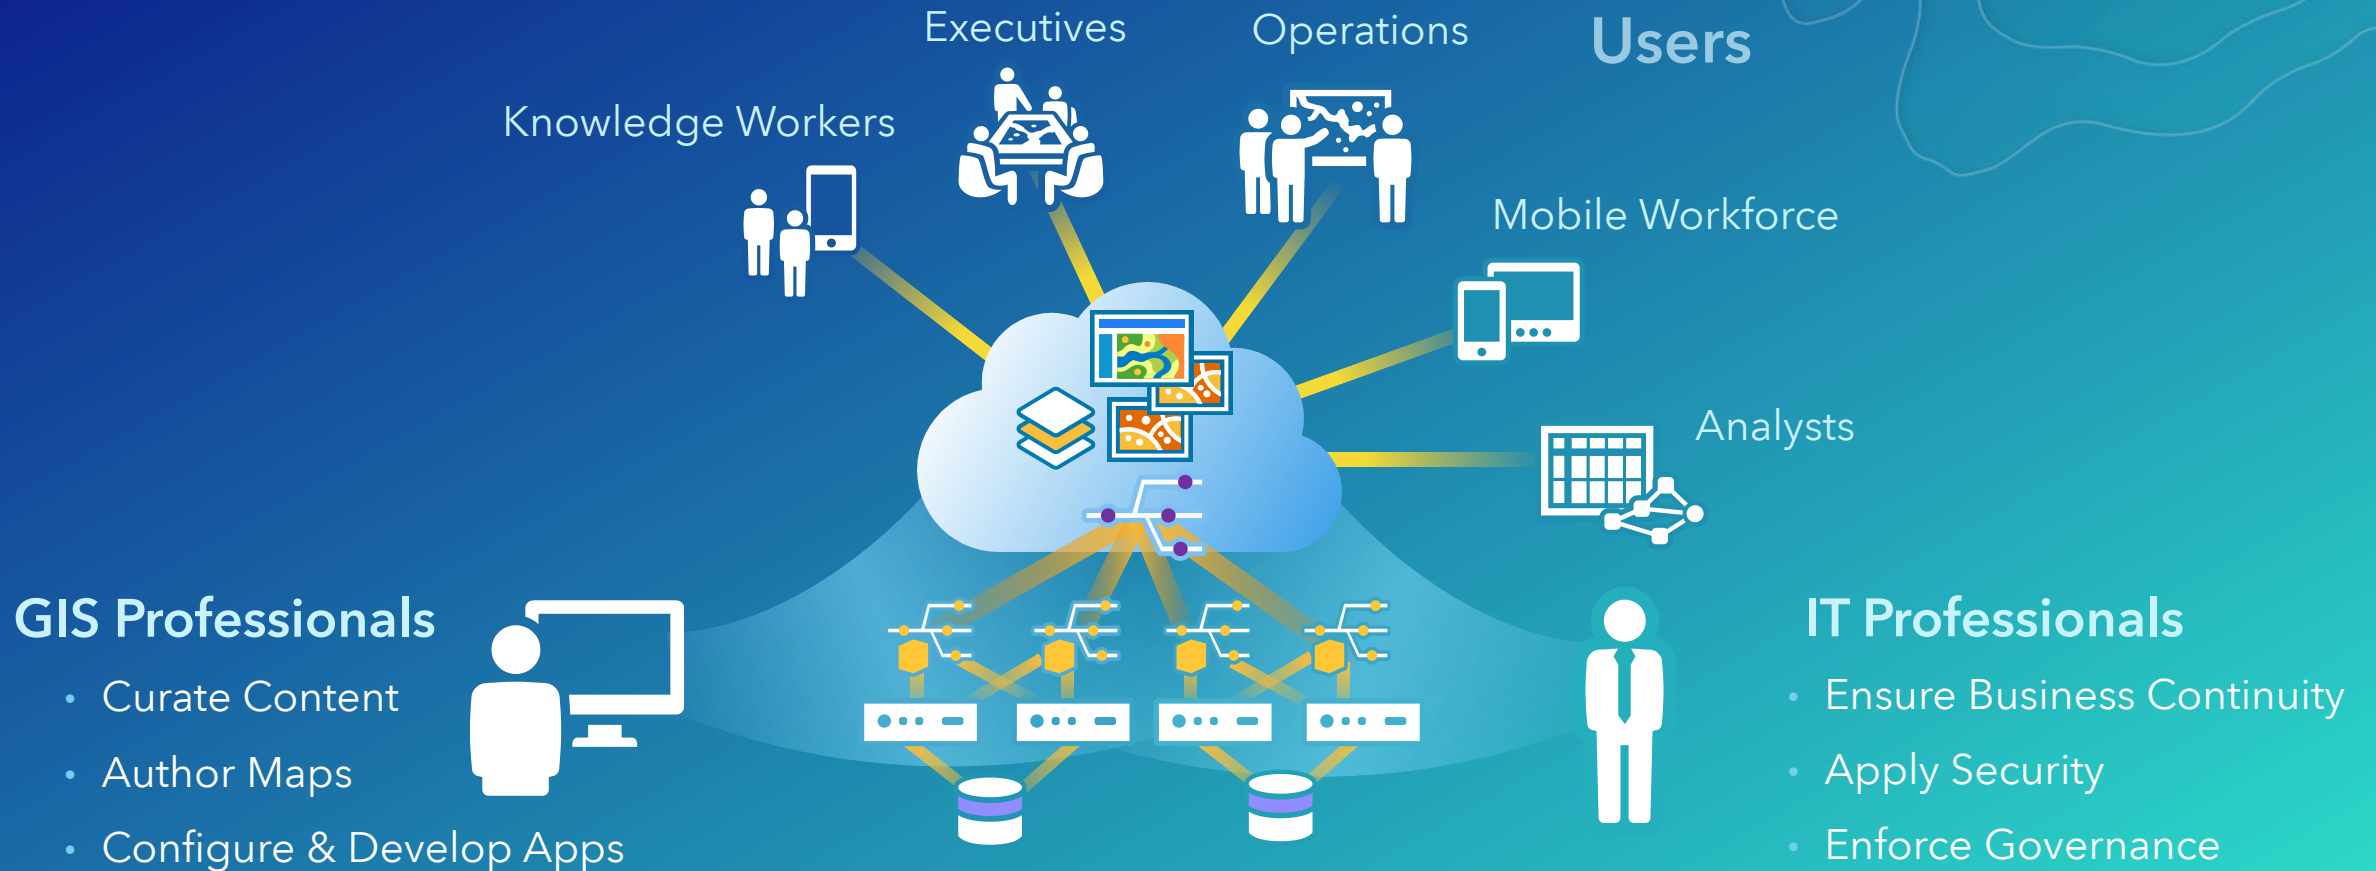 Executives
Operations
Users
Knowledge Workers
Mobile Workforce
Analysts
GIS Professionals
• Curate Content
• Author Maps
• Configure & Develop Apps
IT Professionals
• Ensure Business Continuity
• Apply Security
• Enforce Governance